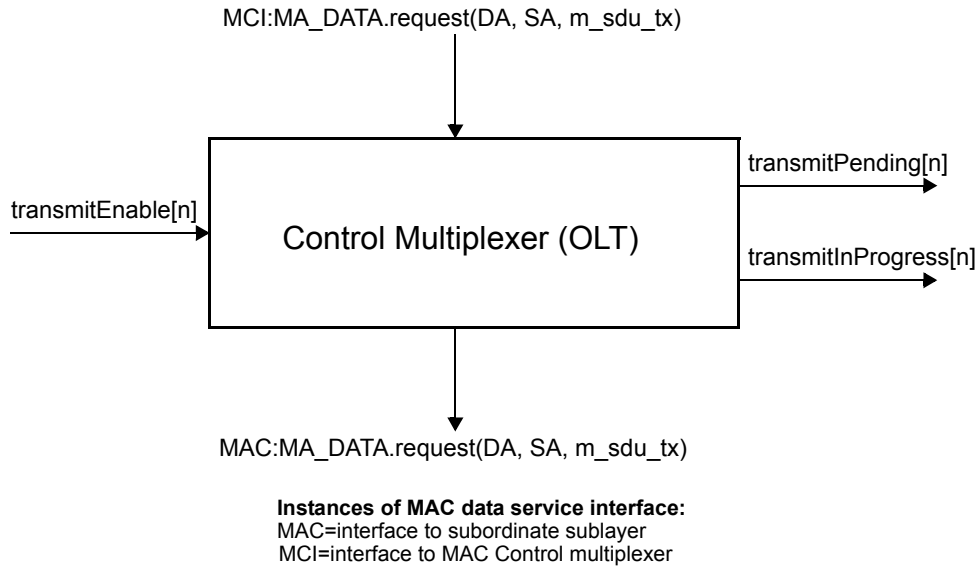 MCI:MA_DATA.request(DA, SA, m_sdu_tx)
transmitPending[n]
transmitEnable[n]
Control Multiplexer (OLT)
transmitInProgress[n]
MAC:MA_DATA.request(DA, SA, m_sdu_tx)
Instances of MAC data service interface:
MAC=interface to subordinate sublayer
MCI=interface to MAC Control multiplexer